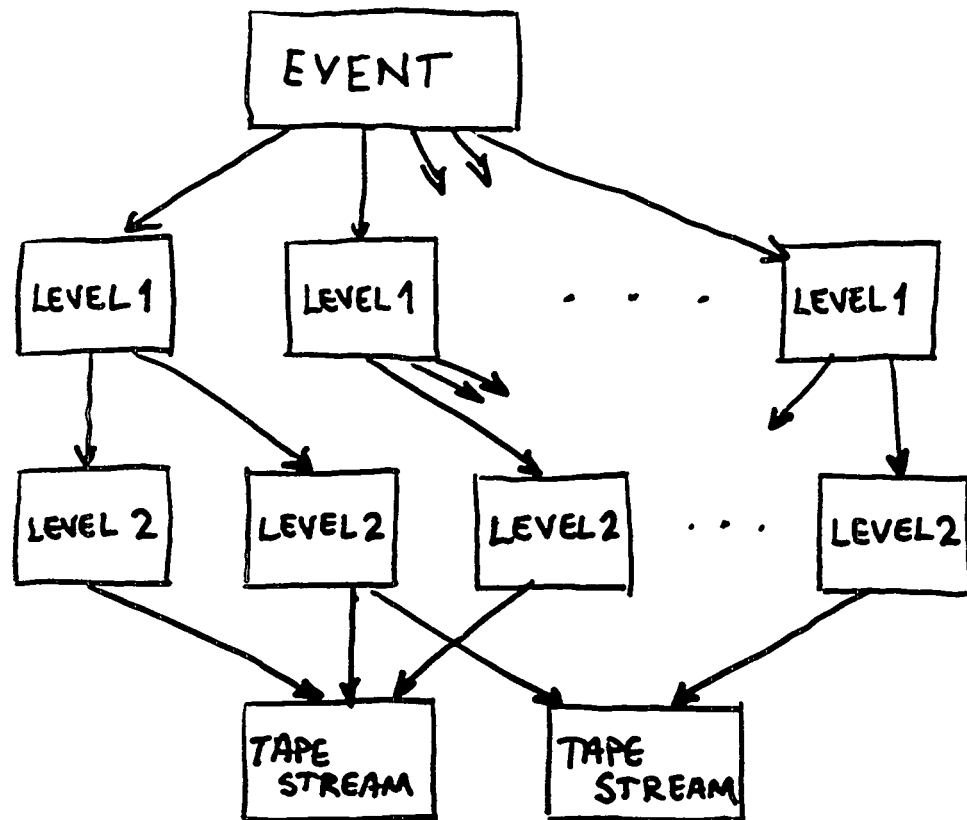 EVENT
LEVEL 1
LEVEL 1
. . .
LEVEL 1
LEVEL 2
LEVEL 2
LEVEL 2
. . .
LEVEL 2
TAPE
STREAM
TAPE
STREAM